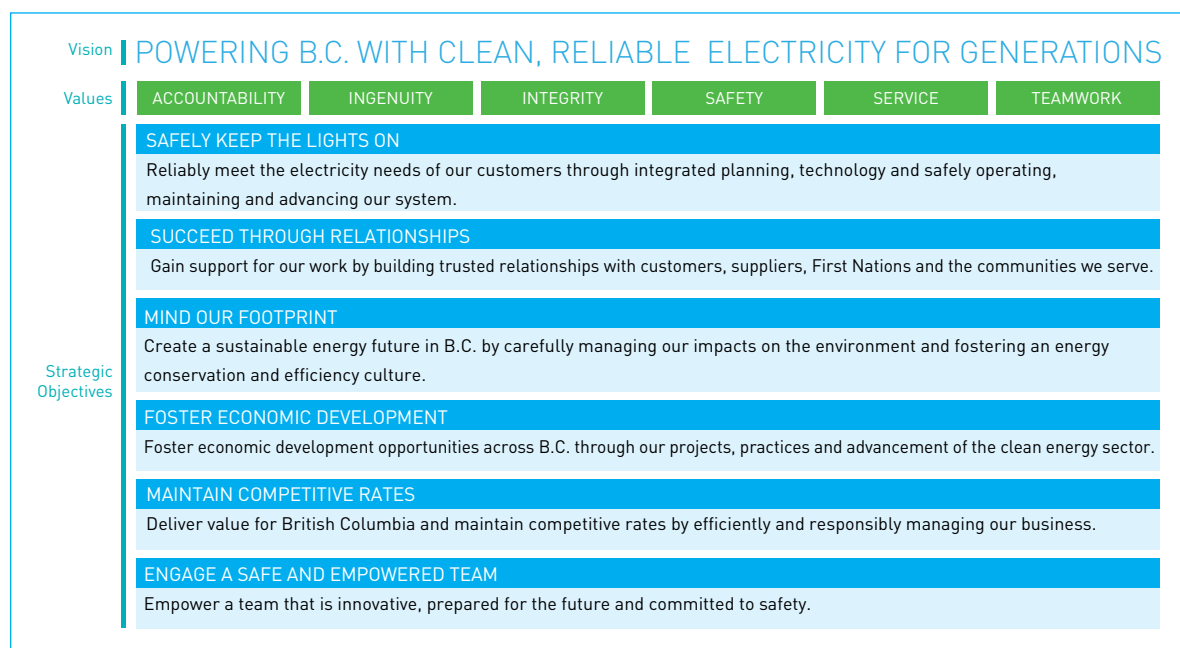 Vision
POWERING B.C. WITH CLEAN, RELIABLE ELECTRICITY FOR GENERATIONS
Values
ACCOUNTABILITY
INGENUITY
INTEGRITY
SAFETY
SERVICE
TEAMWORK
Strategic
Objectives
SAFELY KEEP THE LIGHTS ON
Reliably meet the electricity needs of our customers through integrated planning, technology and safely operating,
maintaining and advancing our system.
SUCCEED THROUGH RELATIONSHIPS
Gain support for our work by building trusted relationships with customers, suppliers, First Nations and the communities we serve.
MIND OUR FOOTPRINT
Create a sustainable energy future in B.C. by carefully managing our impacts on the environment and fostering an energy
conservation and efficiency culture.
FOSTER ECONOMIC DEVELOPMENT
Foster economic development opportunities across B.C. through our projects, practices and advancement of the clean energy sector.
MAINTAIN COMPETITIVE RATES
Deliver value for British Columbia and maintain competitive rates by efficiently and responsibly managing our business.
ENGAGE A SAFE AND EMPOWERED TEAM
Empower a team that is innovative, prepared for the future and committed to safety.